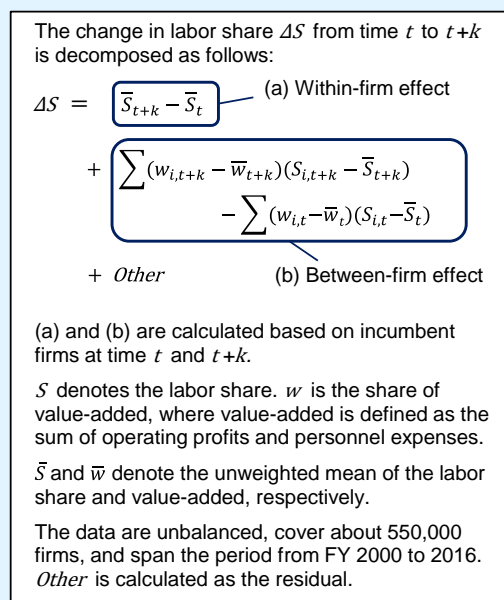 The change in labor share ΔS from time t to t+k
is decomposed as follows:
ΔS = S̅ₜ₊ₖ − S̅ₜ (a) Within-firm effect
+ ∑(wᵢ,ₜ₊ₖ − w̅ₜ₊ₖ)(Sᵢ,ₜ₊ₖ − S̅ₜ₊ₖ)
− ∑(wᵢ,ₜ−w̅ₜ)(Sᵢ,ₜ−S̅ₜ)
+ Other (b) Between-firm effect
(a) and (b) are calculated based on incumbent
firms at time t and t+k.
S denotes the labor share. w is the share of
value-added, where value-added is defined as the
sum of operating profits and personnel expenses.
S̅ and w̅ denote the unweighted mean of the labor
share and value-added, respectively.
The data are unbalanced, cover about 550,000
firms, and span the period from FY 2000 to 2016.
Other is calculated as the residual.